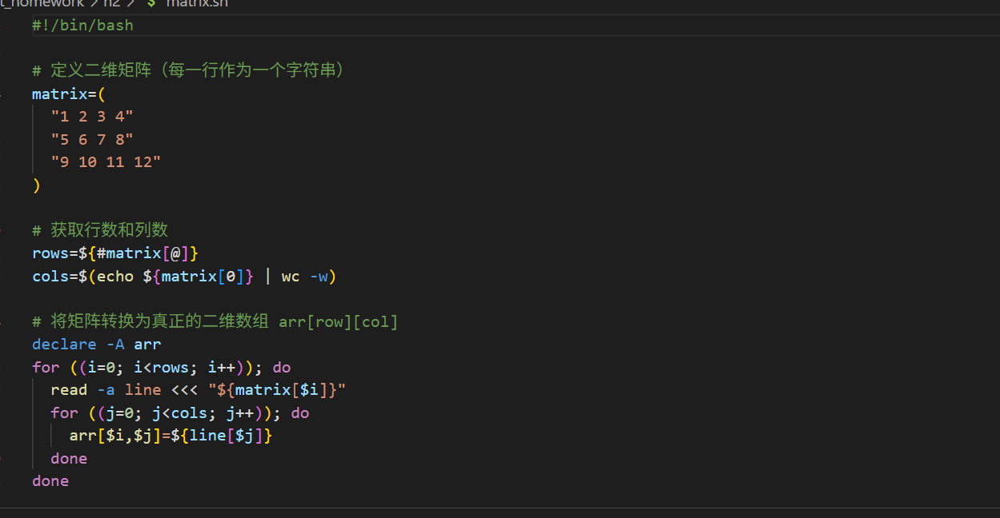 t_homework > h2 > $ matrix.sh
#!/bin/bash
# 定义二维矩阵（每一行作为一个字符串）
matrix=(
  "1 2 3 4"
  "5 6 7 8"
  "9 10 11 12"
)
# 获取行数和列数
rows=${#matrix[@]}
cols=$(echo ${matrix[0]} | wc -w)
# 将矩阵转换为真正的二维数组 arr[row][col]
declare -A arr
for ((i=0; i<rows; i++)); do
  read -a line <<< "${matrix[$i]}"
  for ((j=0; j<cols; j++)); do
    arr[$i,$j]=${line[$j]}
  done
done